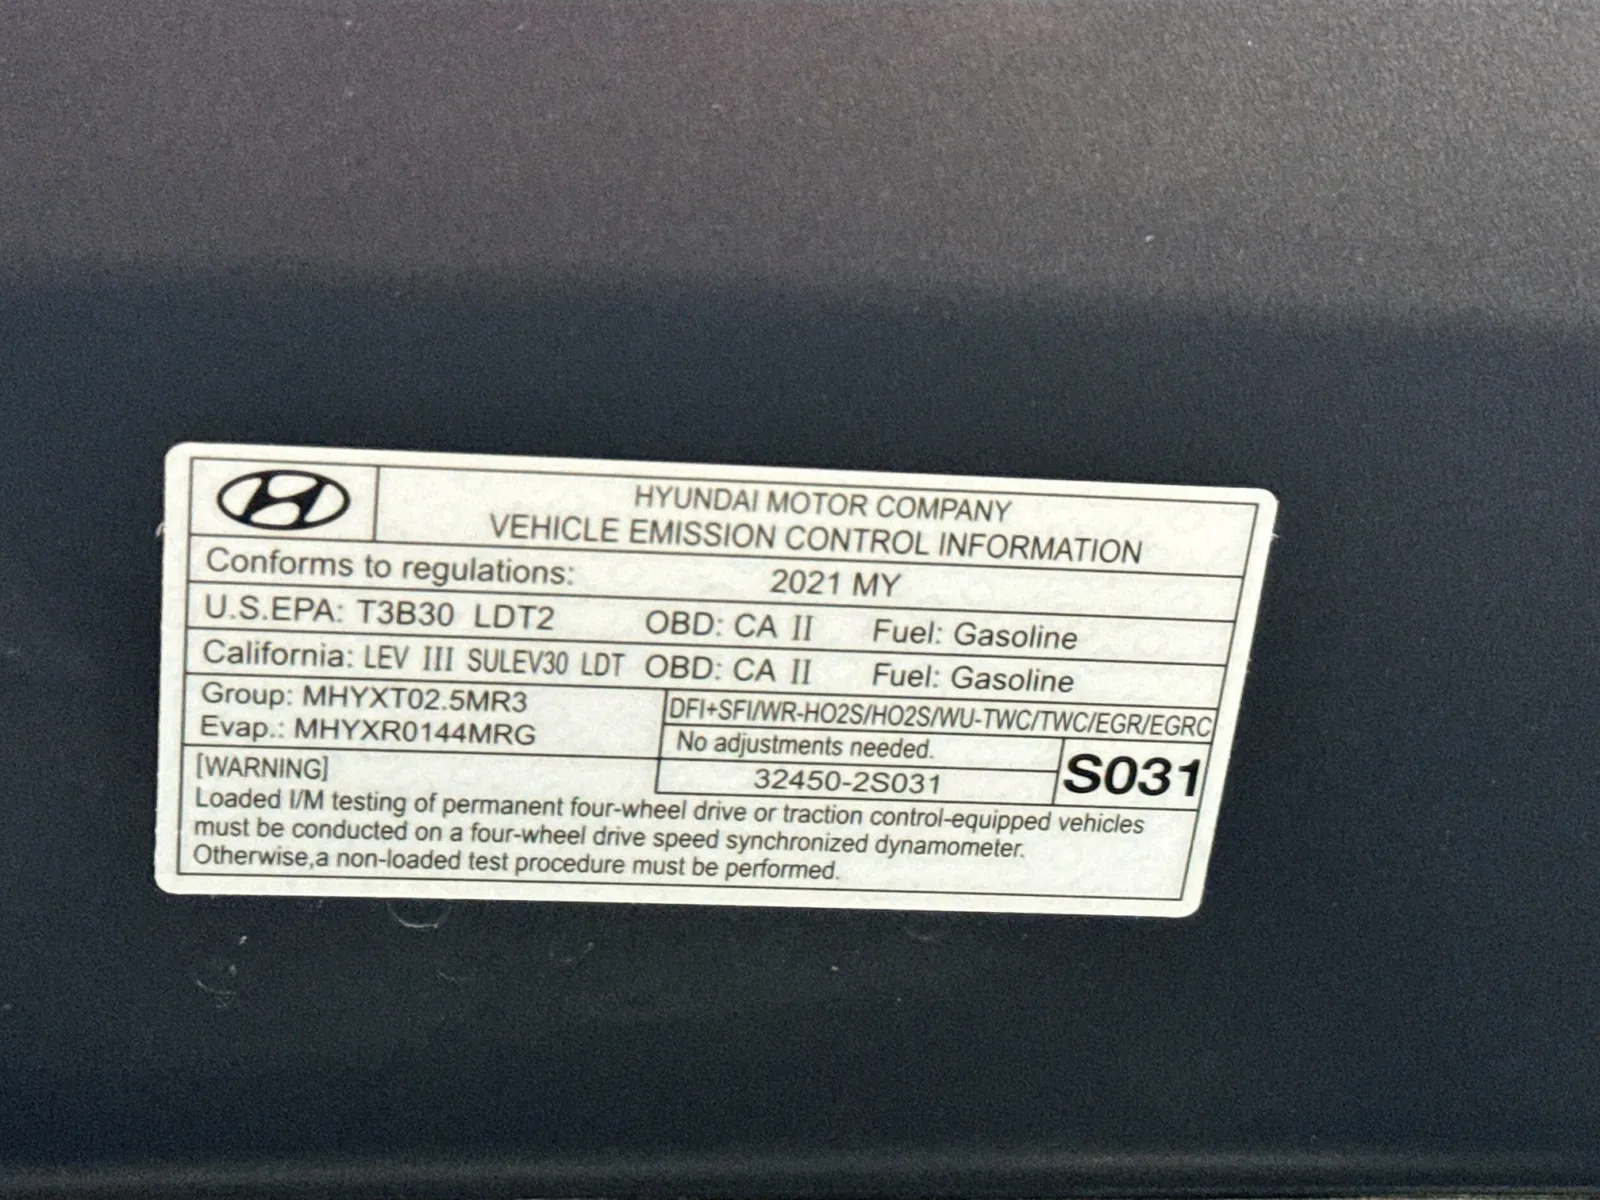 HYUNDAI MOTOR COMPANY
VEHICLE EMISSION CONTROL INFORMATION
Conforms to regulations: 2021 MY
U.S.EPA: T3B30 LDT2 OBD: CA II Fuel: Gasoline
California: LEV III SULEV30 LDT OBD: CA II Fuel: Gasoline
Group: MHYXT02.5MR3
Evap.: MHYXR0144MRG
DFI+SFI/WR-HO2S/HO2S/WU-TWC/TWC/EGR/EGRC
No adjustments needed.
32450-2S031
S031
[WARNING]
Loaded I/M testing of permanent four-wheel drive or traction control-equipped vehicles
must be conducted on a four-wheel drive speed synchronized dynamometer.
Otherwise,a non-loaded test procedure must be performed.